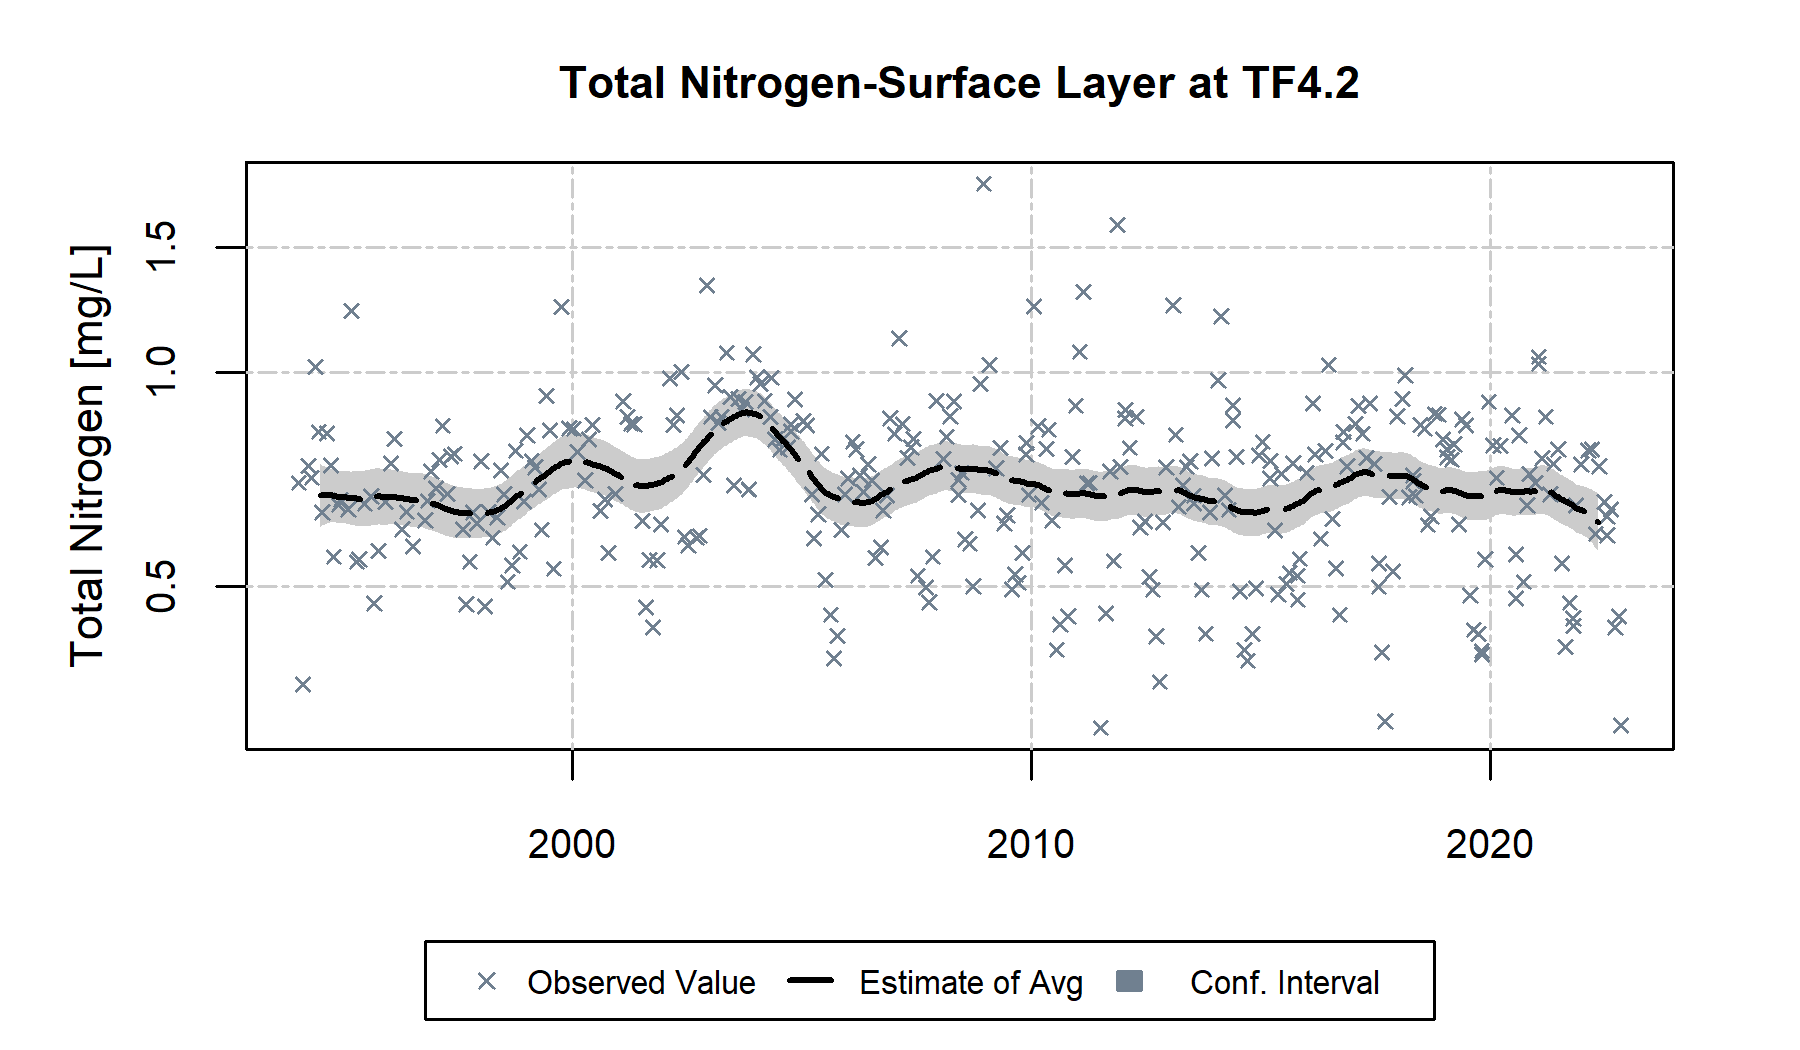 Total Nitrogen-Surface Layer at TF4.2
Total Nitrogen [mg/L]
1.5
1.0
0.5
2000
2010
2020
Observed Value
Estimate of Avg
Conf. Interval